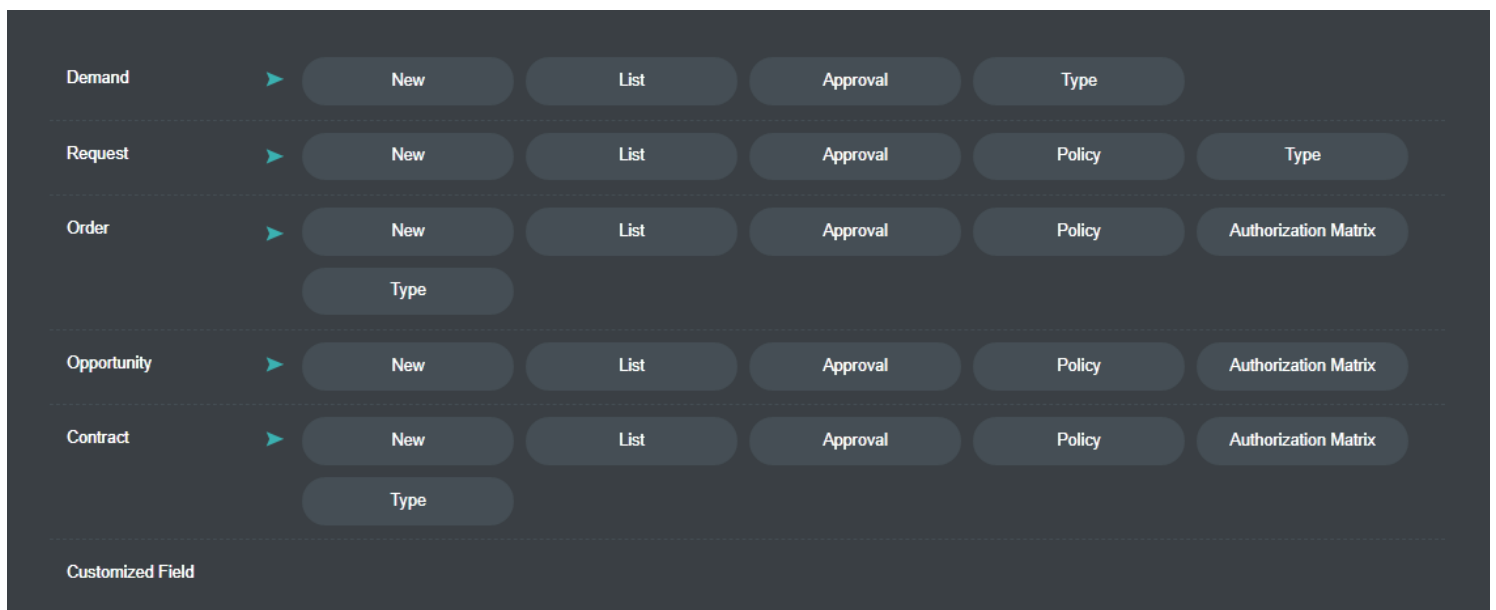 Demand New List Approval Type
Request New List Approval Policy Type
Order New List Approval Policy Authorization Matrix
Type
Opportunity New List Approval Policy Authorization Matrix
Contract New List Approval Policy Authorization Matrix
Type
Customized Field